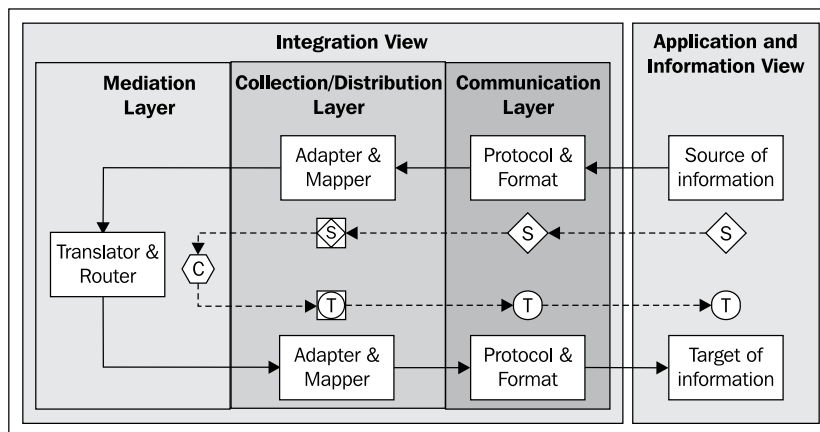 Integration View
Application and
Information View
Mediation
Layer
Collection/Distribution
Layer
Communication
Layer
Adapter &
Mapper
Protocol &
Format
Source of
information
Translator &
Router
S
S
S
C
T
T
T
Adapter &
Mapper
Protocol &
Format
Target of
information